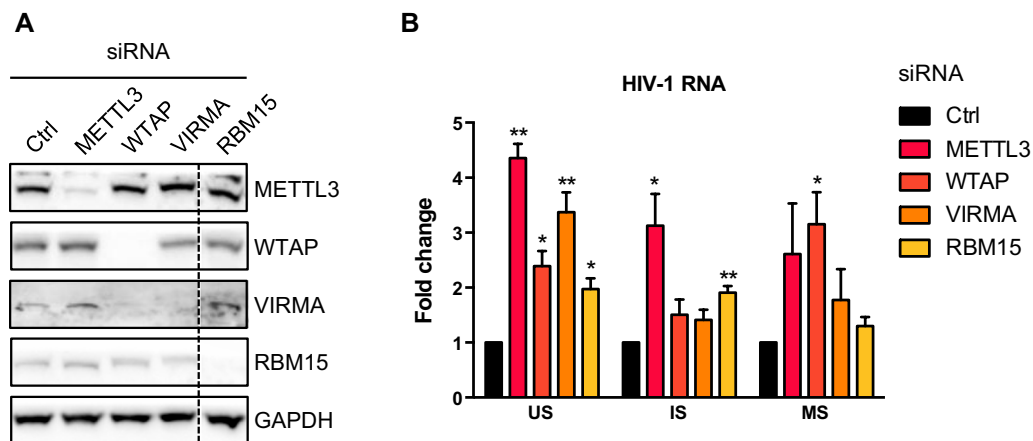 A
siRNA
Ctrl
METTL3
WTAP
VIRMA
RBM15
METTL3
WTAP
VIRMA
RBM15
GAPDH
B
HIV-1 RNA
Fold change
5
4
3
2
1
0
**
*
**
*
*
**
*
US
IS
MS
siRNA
Ctrl
METTL3
WTAP
VIRMA
RBM15